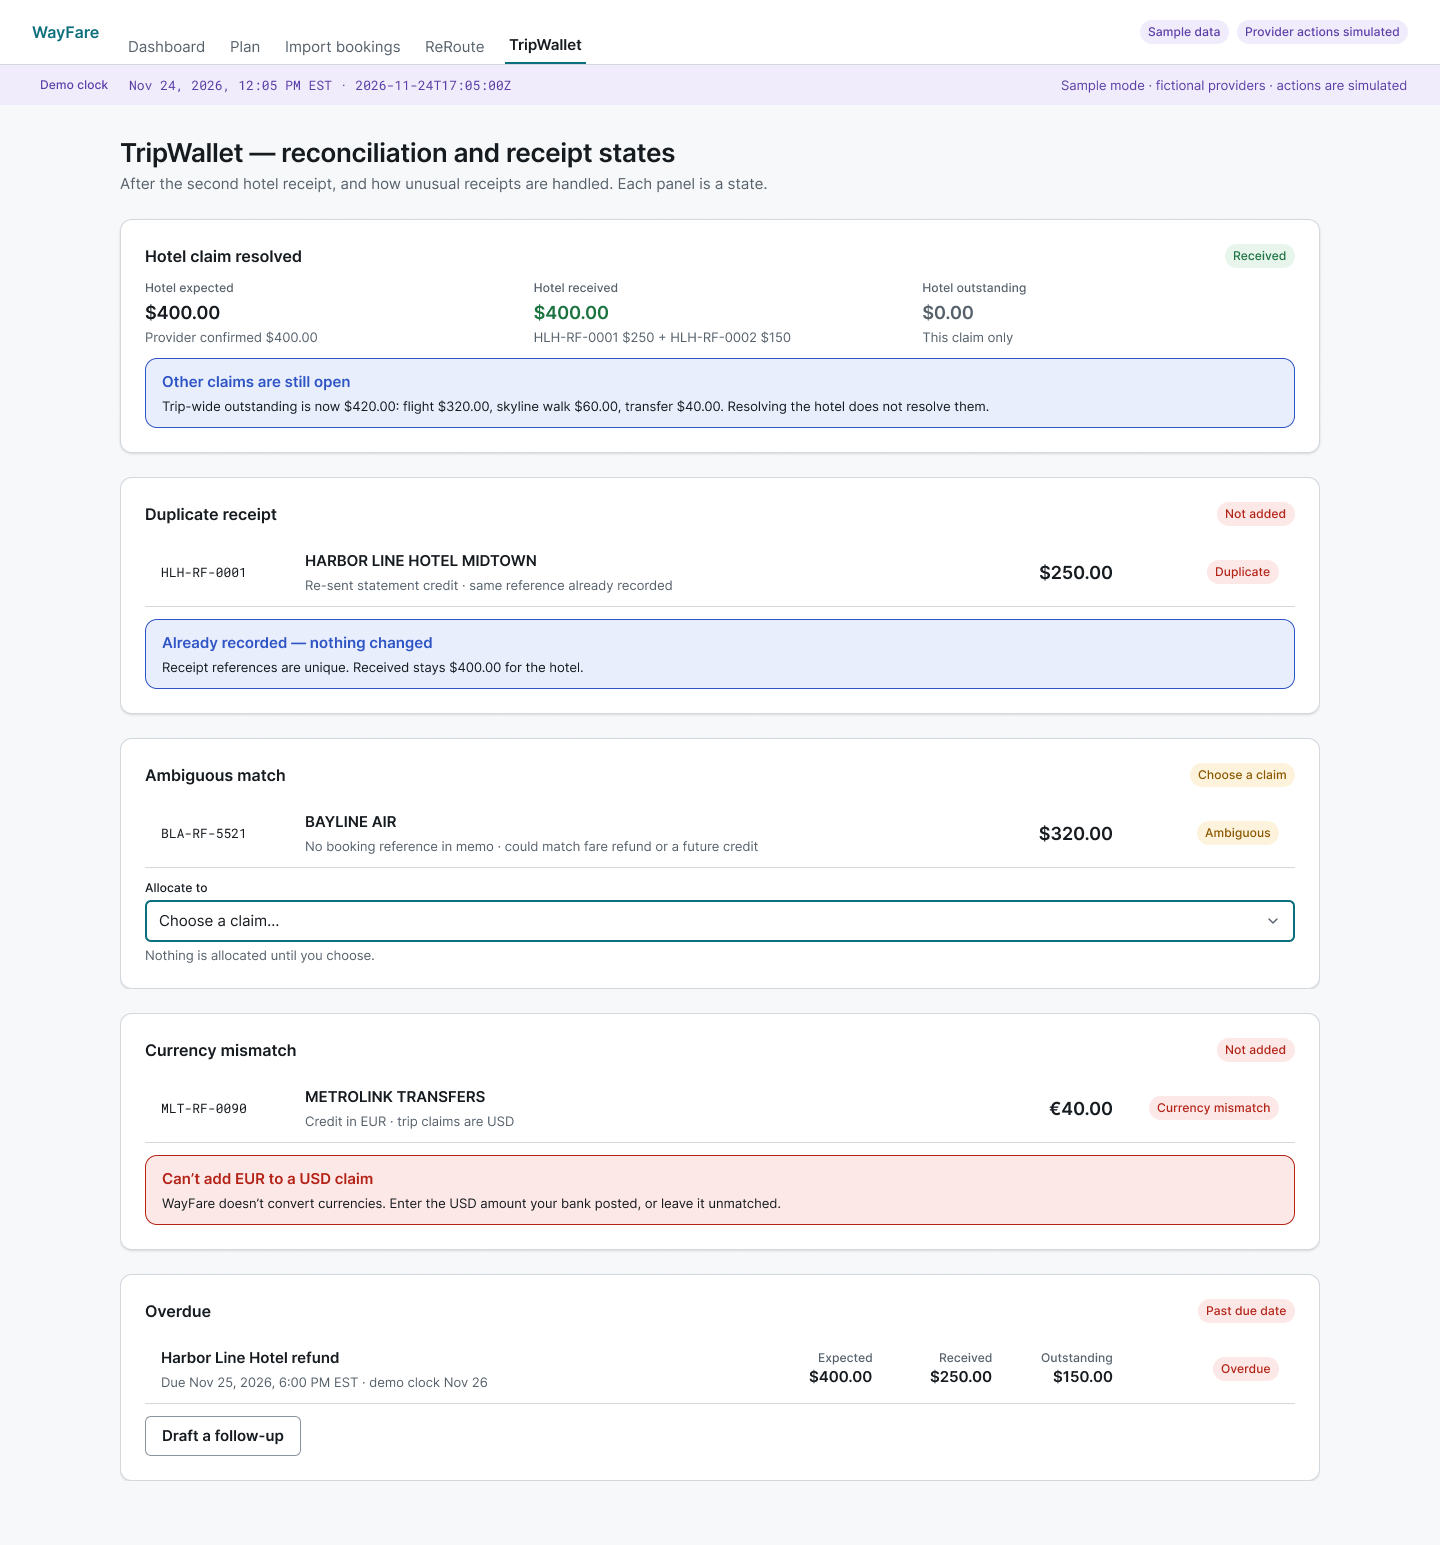 WayFare
Dashboard
Plan
Import bookings
ReRoute
TripWallet
Sample data
Provider actions simulated
Demo clock
Nov 24, 2026, 12:05 PM EST · 2026-11-24T17:05:00Z
Sample mode · fictional providers · actions are simulated
TripWallet — reconciliation and receipt states
After the second hotel receipt, and how unusual receipts are handled. Each panel is a state.
Hotel claim resolved
Received
Hotel expected
$400.00
Provider confirmed $400.00
Hotel received
$400.00
HLH-RF-0001 $250 + HLH-RF-0002 $150
Hotel outstanding
$0.00
This claim only
Other claims are still open
Trip-wide outstanding is now $420.00: flight $320.00, skyline walk $60.00, transfer $40.00. Resolving the hotel does not resolve them.
Duplicate receipt
Not added
HLH-RF-0001
HARBOR LINE HOTEL MIDTOWN
Re-sent statement credit · same reference already recorded
$250.00
Duplicate
Already recorded — nothing changed
Receipt references are unique. Received stays $400.00 for the hotel.
Ambiguous match
Choose a claim
BLA-RF-5521
BAYLINE AIR
No booking reference in memo · could match fare refund or a future credit
$320.00
Ambiguous
Allocate to
Choose a claim…
Nothing is allocated until you choose.
Currency mismatch
Not added
MLT-RF-0090
METROLINK TRANSFERS
Credit in EUR · trip claims are USD
€40.00
Currency mismatch
Can’t add EUR to a USD claim
WayFare doesn’t convert currencies. Enter the USD amount your bank posted, or leave it unmatched.
Overdue
Past due date
Harbor Line Hotel refund
Due Nov 25, 2026, 6:00 PM EST · demo clock Nov 26
Expected
$400.00
Received
$250.00
Outstanding
$150.00
Overdue
Draft a follow-up